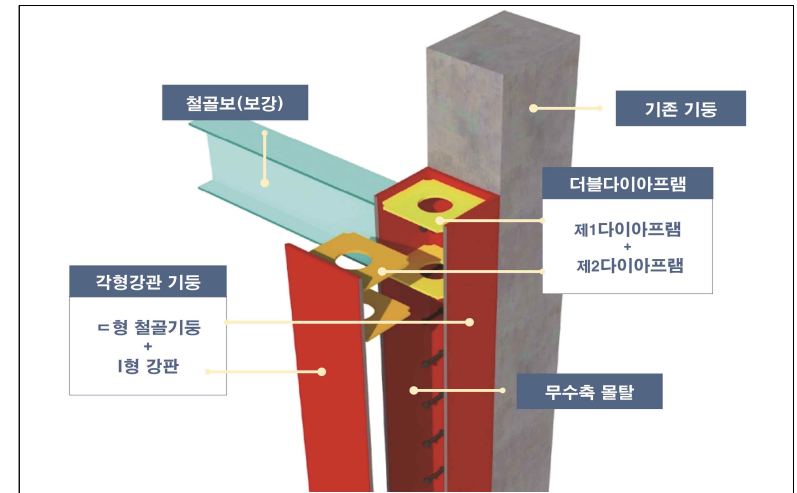 철골보(보강)
기존 기둥
더블다이아프램
제1다이아프램
+
제2다이아프램
각형강관 기둥
ㄷ형 철골기둥
+
I형 강판
무수축 몰탈